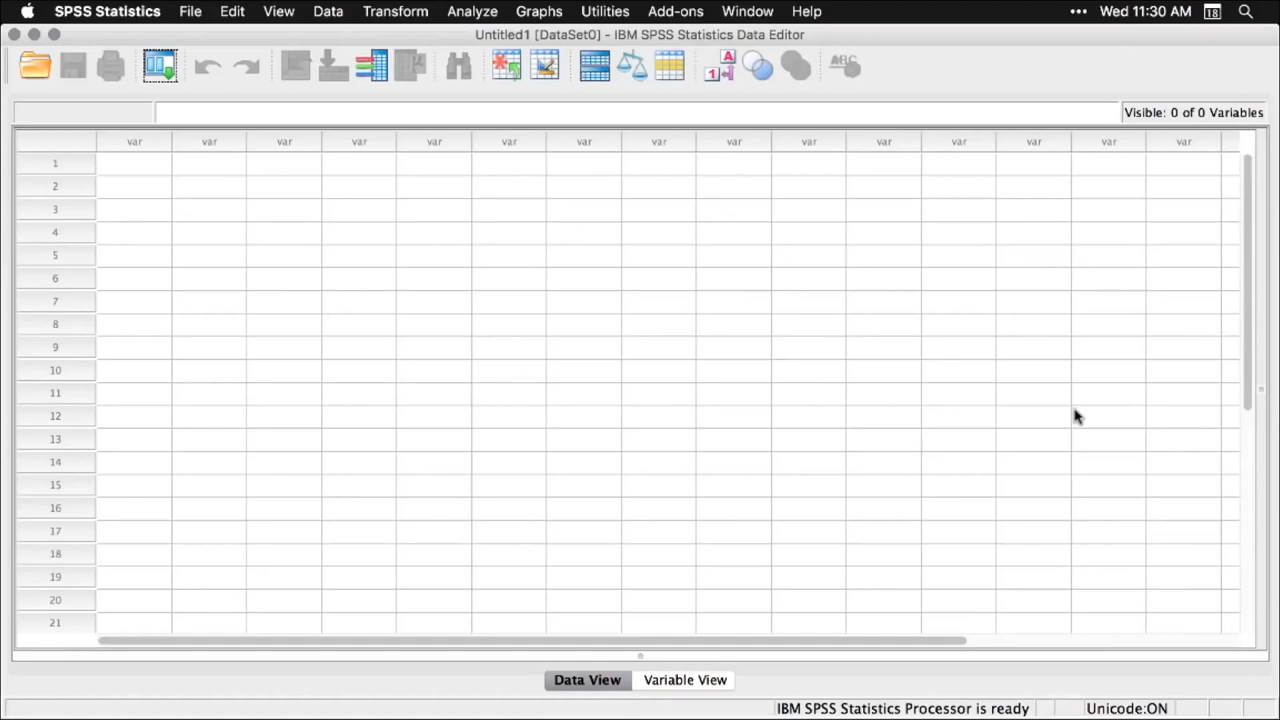 SPSS Statistics File Edit View Data Transform Analyze Graphs Utilities Add-ons Window Help ••• Wed 11:30 AM 18
Untitled1 [DataSet0] - IBM SPSS Statistics Data Editor
A
1
ABC
Visible: 0 of 0 Variables
var var var var var var var var var var var var var var var
1
2
3
4
5
6
7
8
9
10
11
12
13
14
15
16
17
18
19
20
21
Data View Variable View
IBM SPSS Statistics Processor is ready Unicode:ON